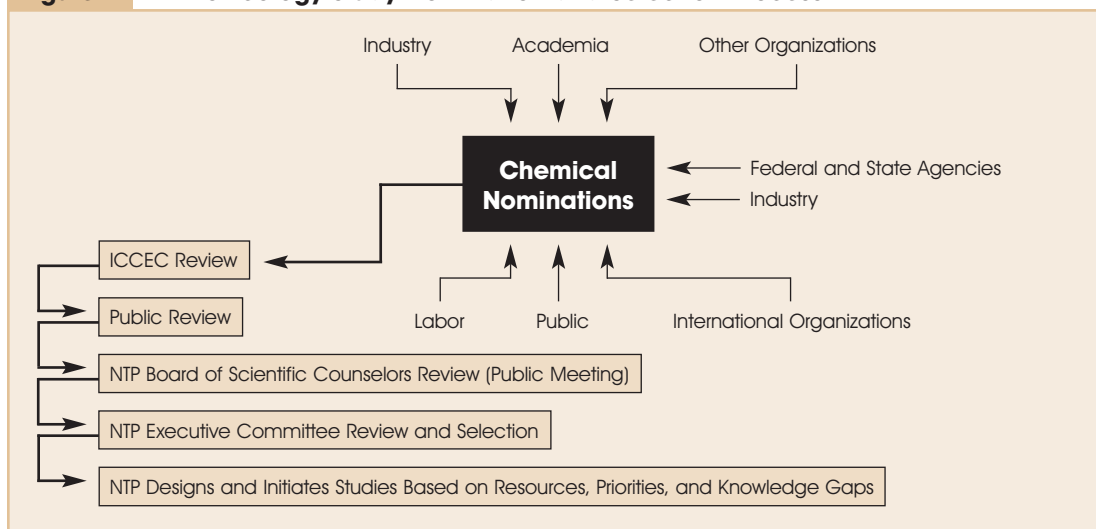 Industry
Academia
Other Organizations
Chemical
Nominations
Federal and State Agencies
Industry
ICCEC Review
Public Review
Labor
Public
International Organizations
NTP Board of Scientific Counselors Review (Public Meeting)
NTP Executive Committee Review and Selection
NTP Designs and Initiates Studies Based on Resources, Priorities, and Knowledge Gaps